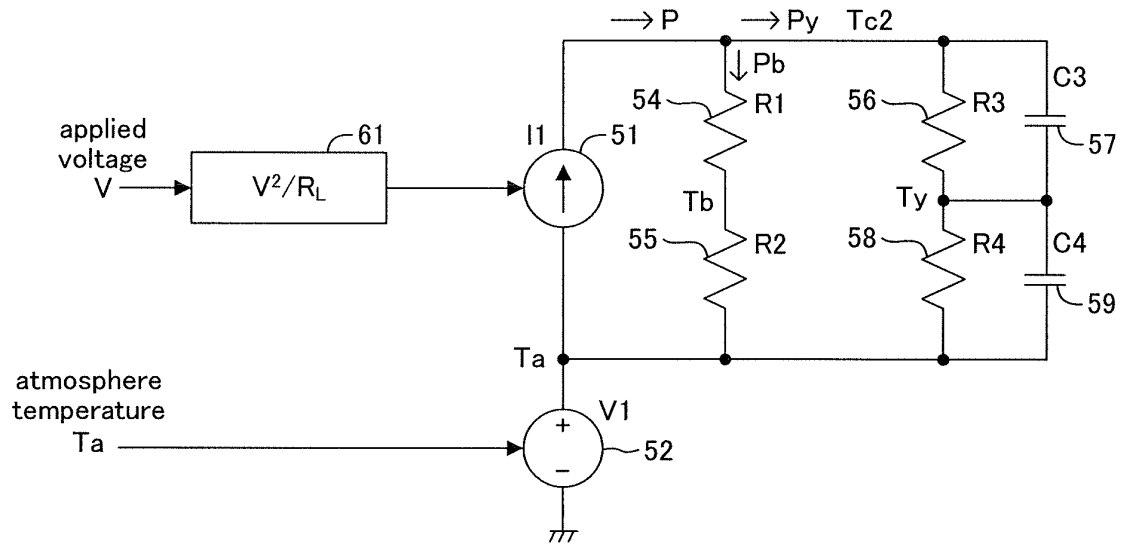 P
Py
Tc2
Pb
C3
54
R1
56
R3
57
applied
voltage
V
61
V²/RL
I1
51
Tb
Ty
55
R2
58
R4
C4
59
Ta
atmosphere
temperature
Ta
V1
+
−
52